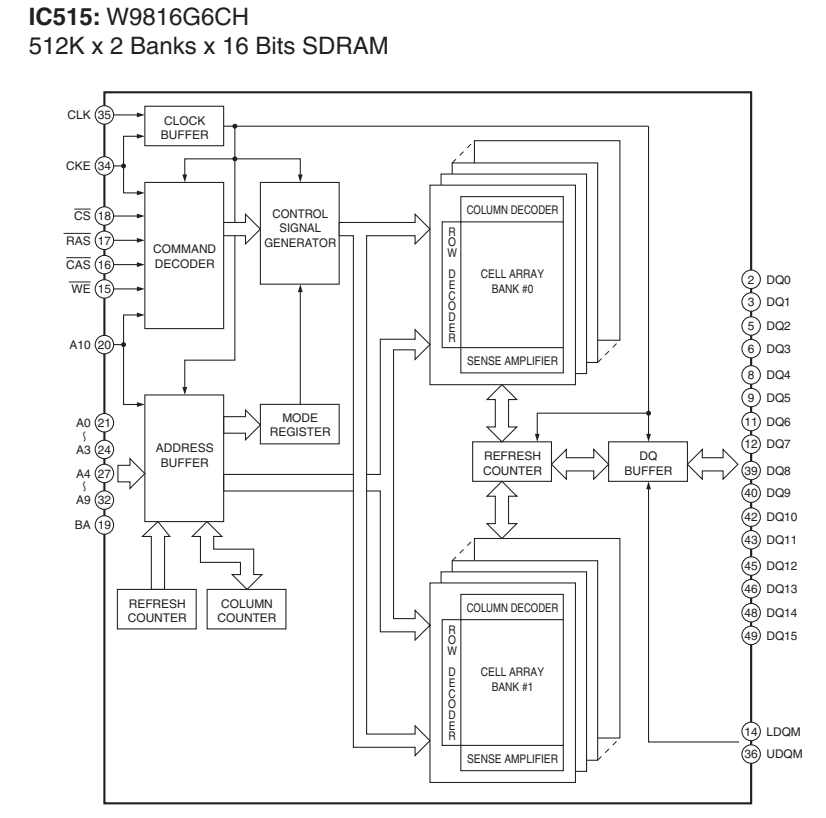 IC515: W9816G6CH
512K x 2 Banks x 16 Bits SDRAM
CLK 35
CLOCK
BUFFER
CKE 34
CS 18
RAS 17
CAS 16
WE 15
COMMAND
DECODER
CONTROL
SIGNAL
GENERATOR
A10 20
A0 21
A3 24
A4 27
A9 32
BA 19
ADDRESS
BUFFER
MODE
REGISTER
REFRESH
COUNTER
COLUMN
COUNTER
COLUMN DECODER
ROW DECODER
CELL ARRAY
BANK #0
SENSE AMPLIFIER
REFRESH
COUNTER
DQ
BUFFER
COLUMN DECODER
ROW DECODER
CELL ARRAY
BANK #1
SENSE AMPLIFIER
2 DQ0
3 DQ1
5 DQ2
6 DQ3
8 DQ4
9 DQ5
11 DQ6
12 DQ7
39 DQ8
40 DQ9
42 DQ10
43 DQ11
45 DQ12
46 DQ13
48 DQ14
49 DQ15
14 LDQM
36 UDQM